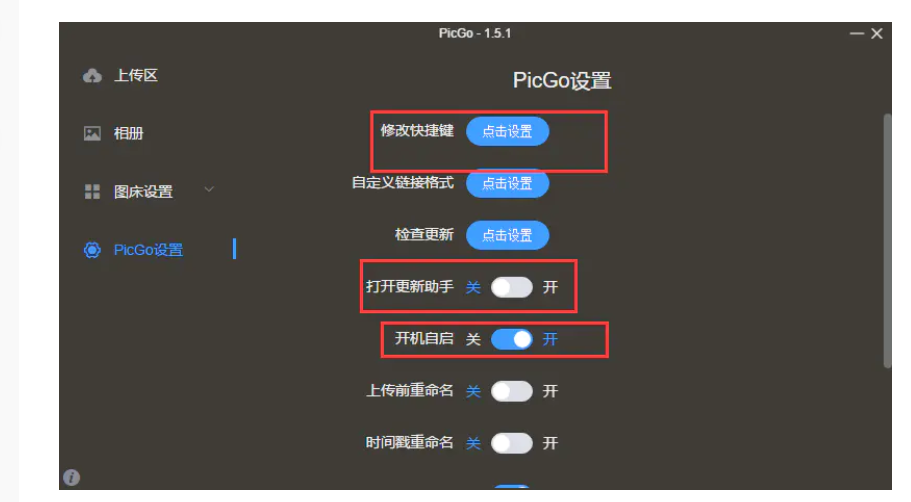 PicGo - 1.5.1
上传区
相册
图床设置
PicGo设置
PicGo设置
修改快捷键 点击设置
自定义链接格式 点击设置
检查更新 点击设置
打开更新助手 关 开
开机自启 关 开
上传前重命名 关 开
时间戳重命名 关 开